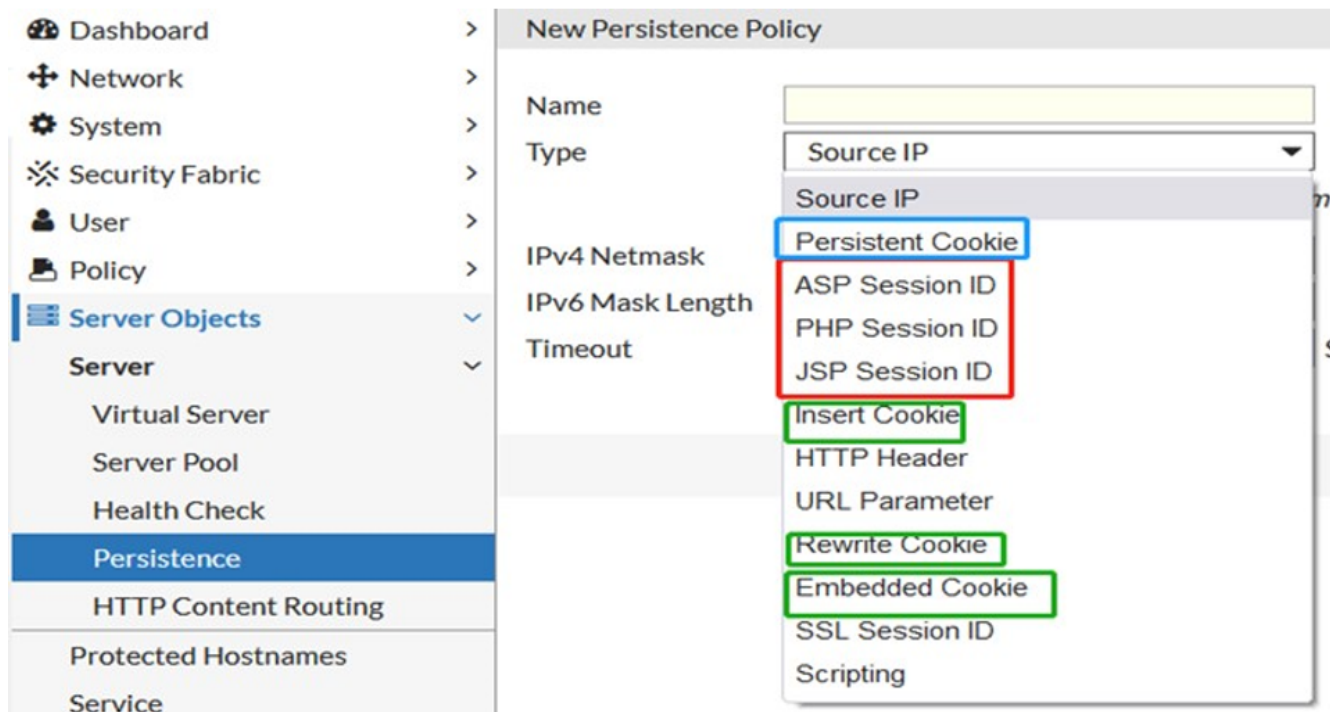 Dashboard
Network
System
Security Fabric
User
Policy
Server Objects
Server
Virtual Server
Server Pool
Health Check
Persistence
HTTP Content Routing
Protected Hostnames
Service
New Persistence Policy
Name
Type
Source IP
Source IP
Persistent Cookie
ASP Session ID
PHP Session ID
JSP Session ID
Insert Cookie
HTTP Header
URL Parameter
Rewrite Cookie
Embedded Cookie
SSL Session ID
Scripting
IPv4 Netmask
IPv6 Mask Length
Timeout